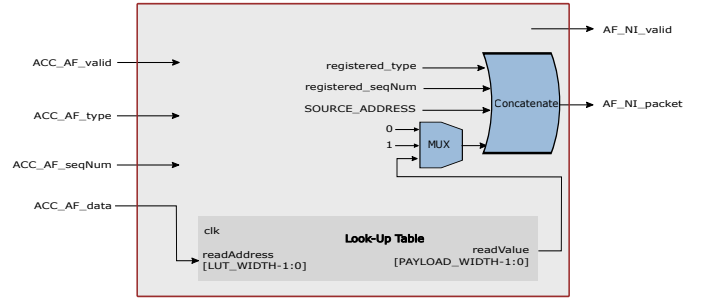 AF_NI_valid
ACC_AF_valid
registered_type
registered_seqNum
SOURCE_ADDRESS
Concatenate
AF_NI_packet
ACC_AF_type
0
1
MUX
ACC_AF_seqNum
ACC_AF_data
clk
Look-Up Table
readAddress
[LUT_WIDTH-1:0]
readValue
[PAYLOAD_WIDTH-1:0]